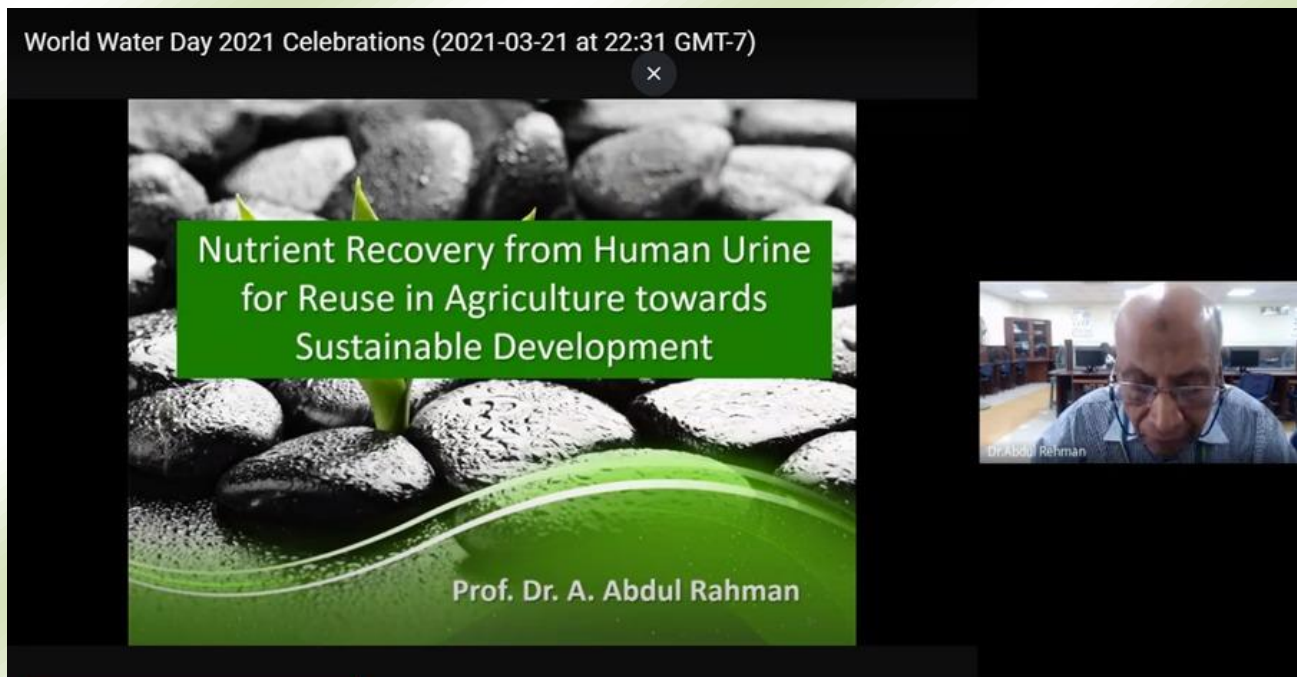 World Water Day 2021 Celebrations (2021-03-21 at 22:31 GMT-7)
Nutrient Recovery from Human Urine
for Reuse in Agriculture towards
Sustainable Development
Prof. Dr. A. Abdul Rahman
Dr.Abdul Rehman